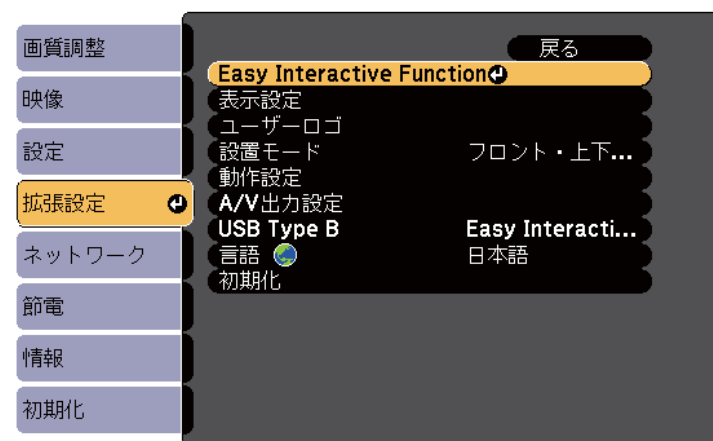 画質調整
映像
設定
拡張設定
ネットワーク
節電
情報
初期化
戻る
Easy Interactive Function
表示設定
ユーザーロゴ
設置モード フロント・上下...
動作設定
A/V出力設定
USB Type B Easy Interacti...
言語 日本語
初期化